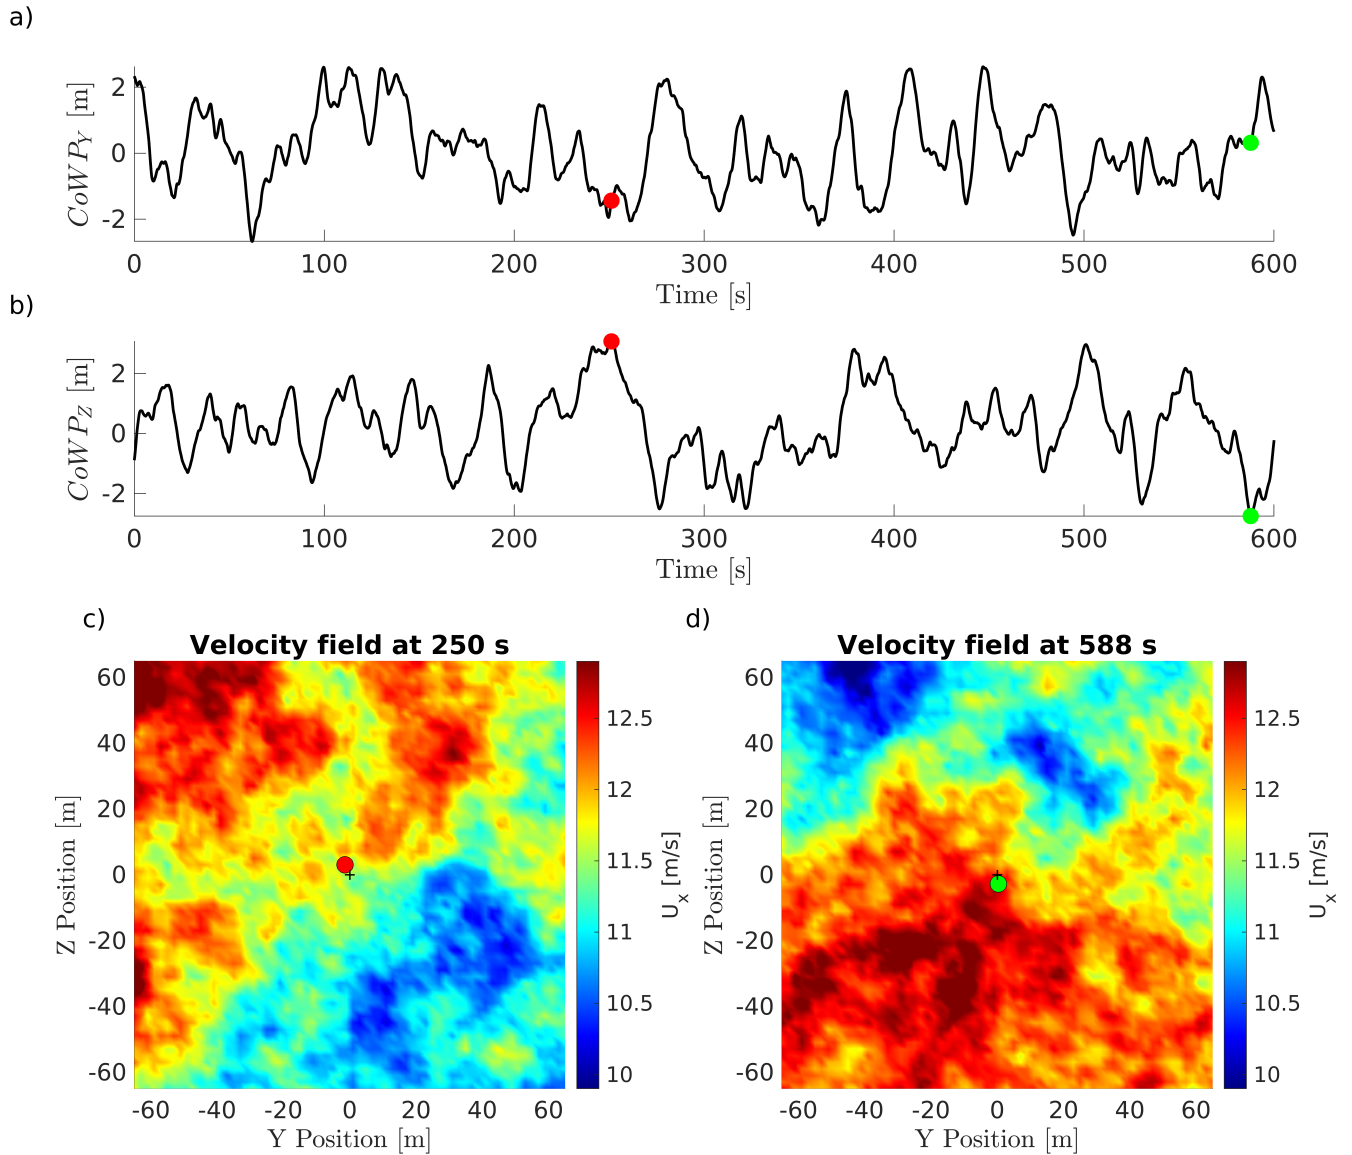 a)
CoWP_Y [m]
2
0
-2
0 100 200 300 400 500 600
Time [s]
b)
CoWP_Z [m]
2
0
-2
0 100 200 300 400 500 600
Time [s]
c)
Velocity field at 250 s
Z Position [m]
60
40
20
0
-20
-40
-60
-60 -40 -20 0 20 40 60
Y Position [m]
12.5
12
11.5
11
10.5
10
U_x [m/s]
d)
Velocity field at 588 s
Z Position [m]
60
40
20
0
-20
-40
-60
-60 -40 -20 0 20 40 60
Y Position [m]
12.5
12
11.5
11
10.5
10
U_x [m/s]